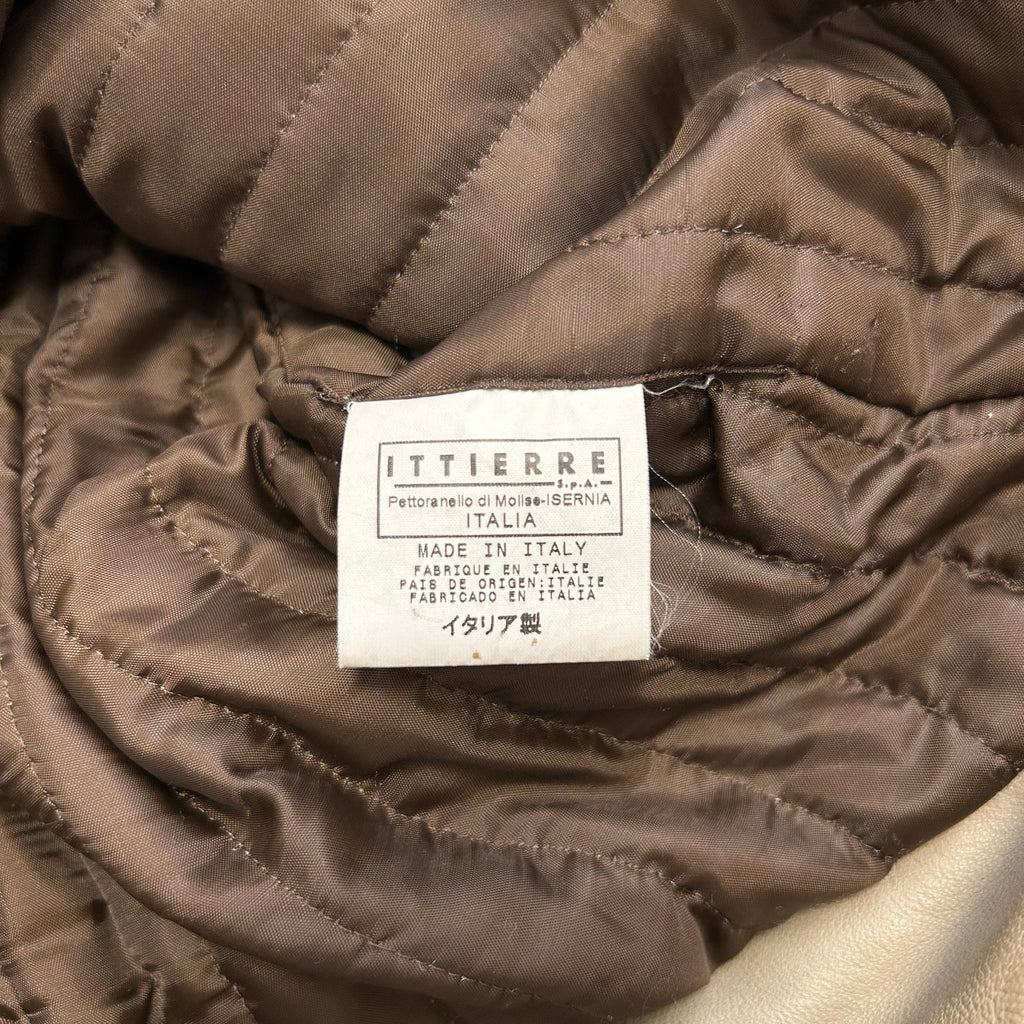 ITTIERRE
S.p.A.
Pettoranello di Molise-ISERNIA
ITALIA
MADE IN ITALY
FABRIQUE EN ITALIE
PAIS DE ORIGEN:ITALIE
FABRICADO EN ITALIA
イタリア製